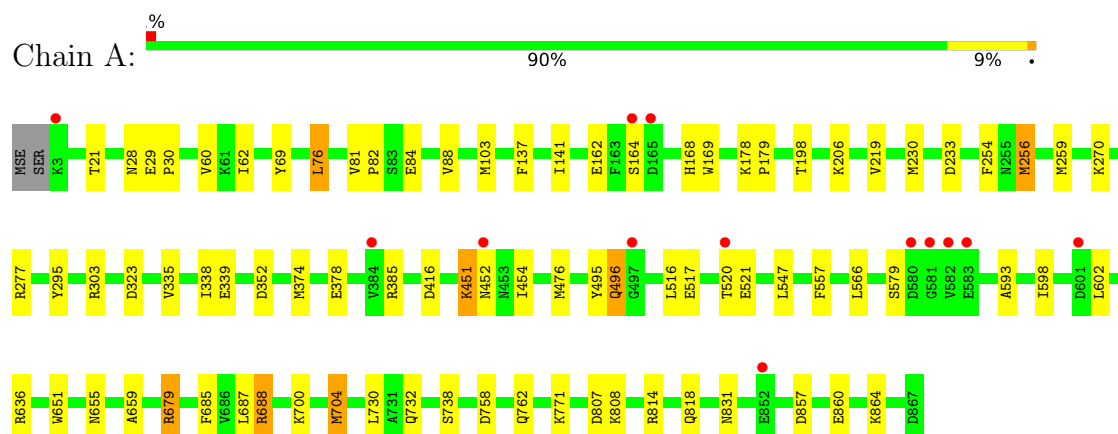 .%
Chain A:
90% 9% •
MSE SER K3 T21 N28 E29 P30 V60 K61 I62 Y69 L76 V81 P82 S83 E84 V88 M103 F137 I141 E162 F163 S164 D165 H168 W169 K178 P179 T198 K206 V219 M230 D233 F254 N255 M256 M259 K270
R277 Y295 R303 D323 V335 I338 E339 D352 M374 E378 V384 R385 D416 K451 N452 N453 I454 M476 Y495 Q496 G497 L516 E517 T520 E521 L547 F557 L566 S579 D580 G581 V582 E583 A593 I598 D601 L602
R636 W651 N655 A659 R679 F685 V686 L687 R688 K700 M704 L730 A731 Q732 S738 D758 Q762 K771 D807 K808 R814 Q818 N831 E852 D857 E860 K864 D867